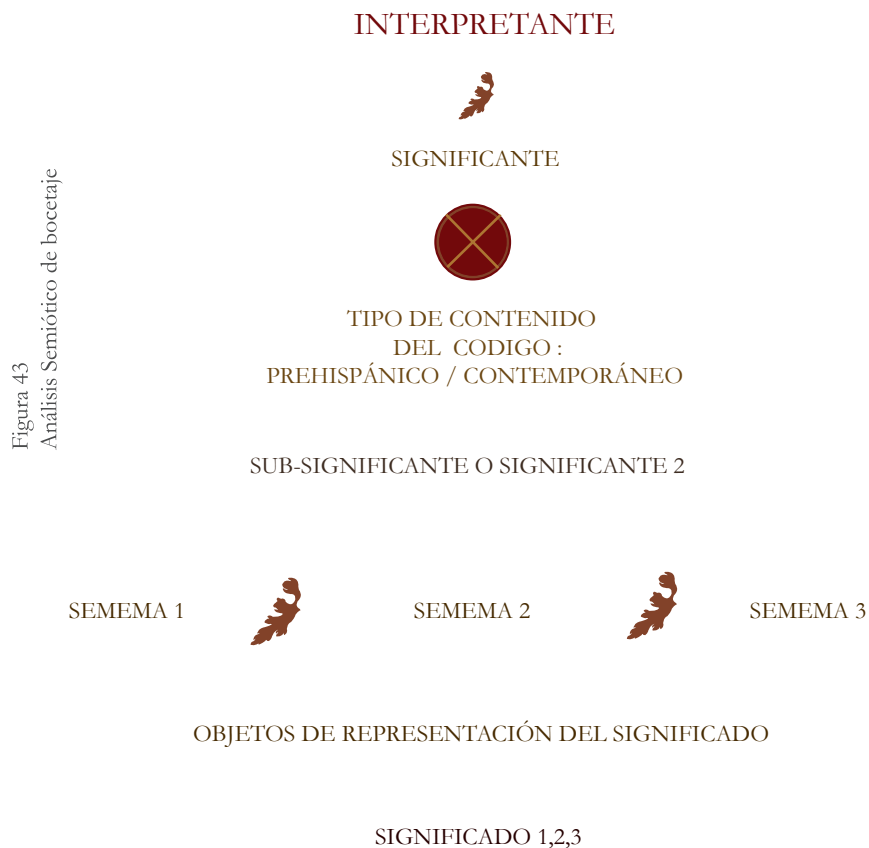 INTERPRETANTE
SIGNIFICANTE
TIPO DE CONTENIDO
DEL CODIGO :
PREHISPÁNICO / CONTEMPORÁNEO
SUB-SIGNIFICANTE O SIGNIFICANTE 2
SEMEMA 1 SEMEMA 2 SEMEMA 3
OBJETOS DE REPRESENTACIÓN DEL SIGNIFICADO
SIGNIFICADO 1,2,3
Figura 43
Análisis Semiótico de bocetaje